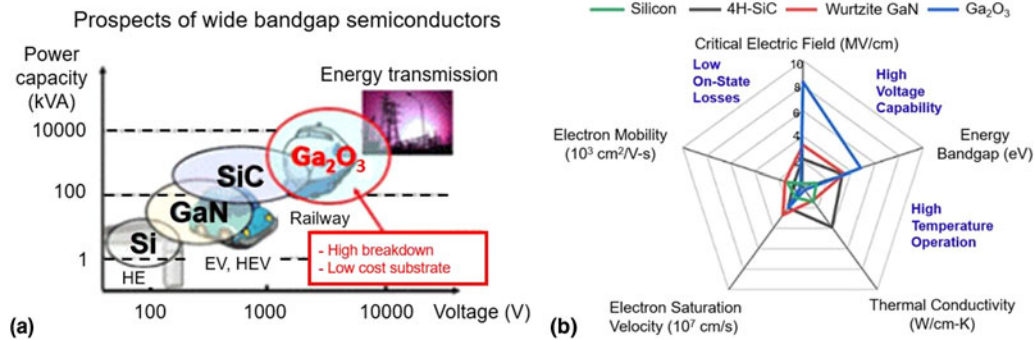 Prospects of wide bandgap semiconductors
Power
capacity
(kVA)
10000
100
1
Energy transmission
Ga₂O₃
SiC
GaN
Si
Railway
EV, HEV
HE
- High breakdown
- Low cost substrate
100
1000
10000
Voltage (V)
(a)
Silicon
4H-SiC
Wurtzite GaN
Ga₂O₃
Critical Electric Field (MV/cm)
10
8
6
4
Low
On-State
Losses
High
Voltage
Capability
Electron Mobility
(10³ cm²/V-s)
Energy
Bandgap (eV)
High
Temperature
Operation
Electron Saturation
Velocity (10⁷ cm/s)
Thermal Conductivity
(W/cm-K)
(b)